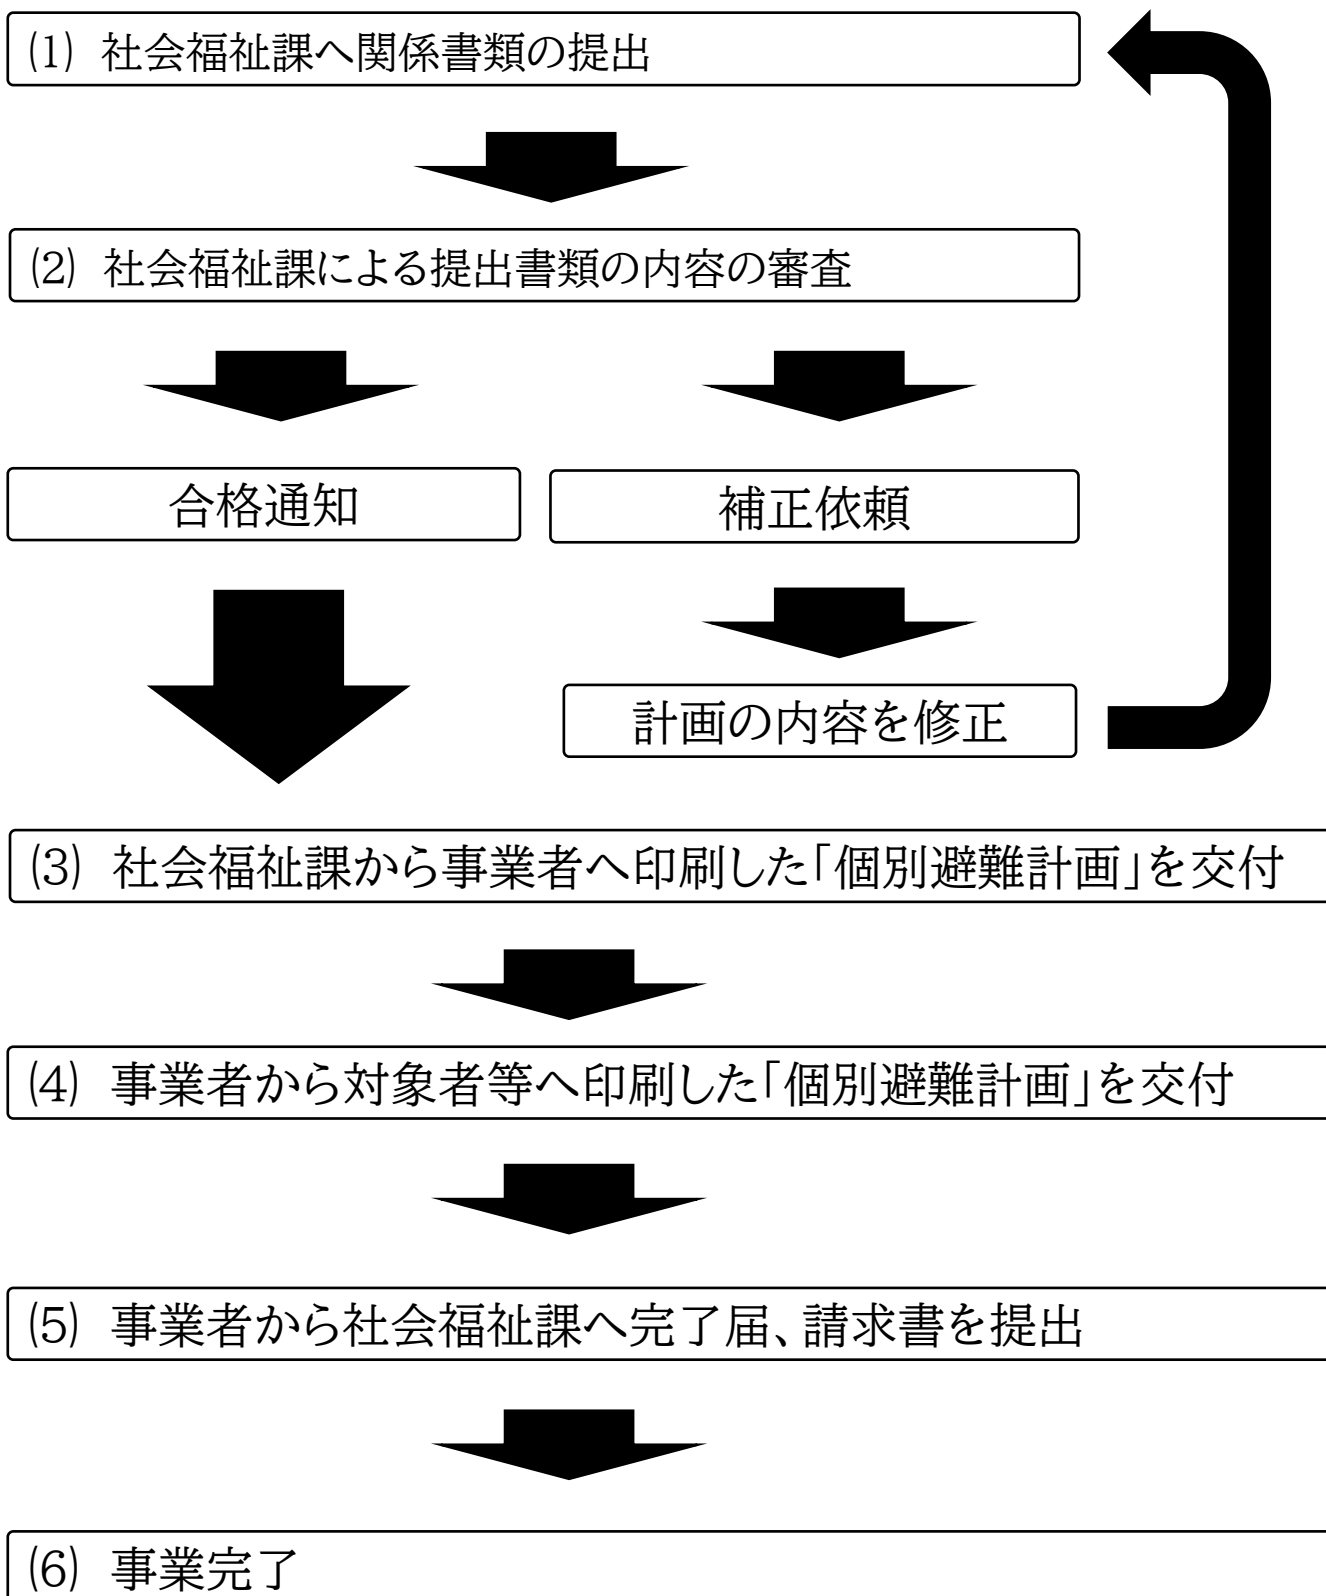 (1) 社会福祉課へ関係書類の提出
(2) 社会福祉課による提出書類の内容の審査
合格通知
補正依頼
計画の内容を修正
(3) 社会福祉課から事業者へ印刷した「個別避難計画」を交付
(4) 事業者から対象者等へ印刷した「個別避難計画」を交付
(5) 事業者から社会福祉課へ完了届、請求書を提出
(6) 事業完了